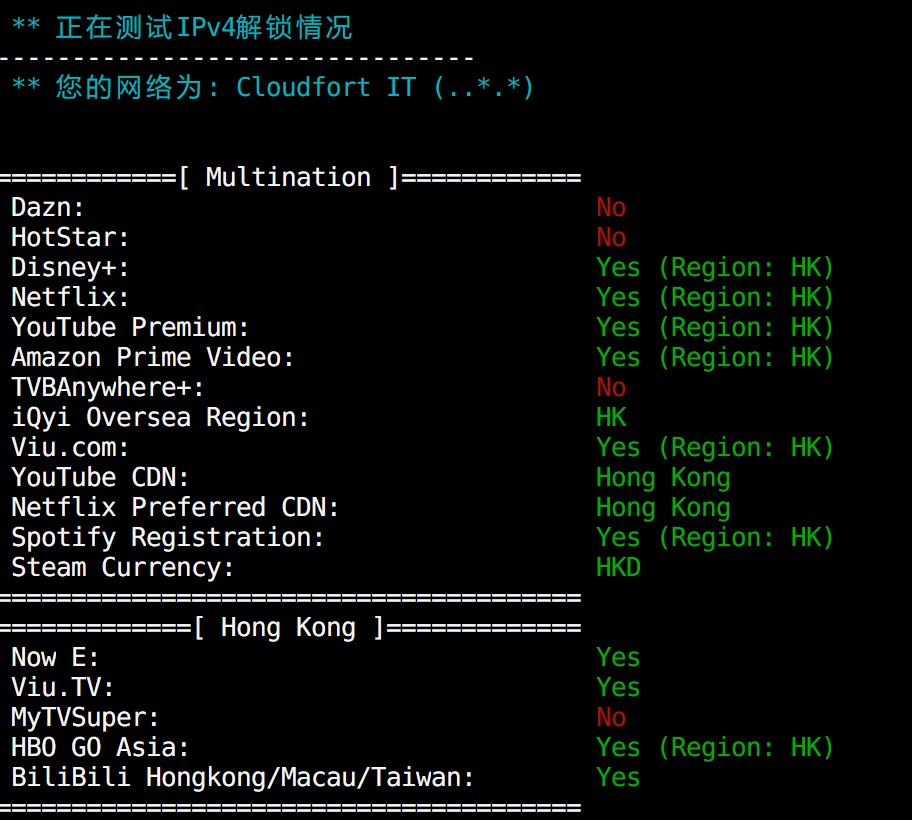 ** 正在测试IPv4解锁情况
--------------------------------
** 您的网络为: Cloudfort IT (..*.*)
============[ Multination ]============
Dazn: No
HotStar: No
Disney+: Yes (Region: HK)
Netflix: Yes (Region: HK)
YouTube Premium: Yes (Region: HK)
Amazon Prime Video: Yes (Region: HK)
TVBAnywhere+: No
iQyi Oversea Region: HK
Viu.com: Yes (Region: HK)
YouTube CDN: Hong Kong
Netflix Preferred CDN: Hong Kong
Spotify Registration: Yes (Region: HK)
Steam Currency: HKD
=======================================
=============[ Hong Kong ]=============
Now E: Yes
Viu.TV: Yes
MyTVSuper: No
HBO GO Asia: Yes (Region: HK)
BiliBili Hongkong/Macau/Taiwan: Yes
=======================================